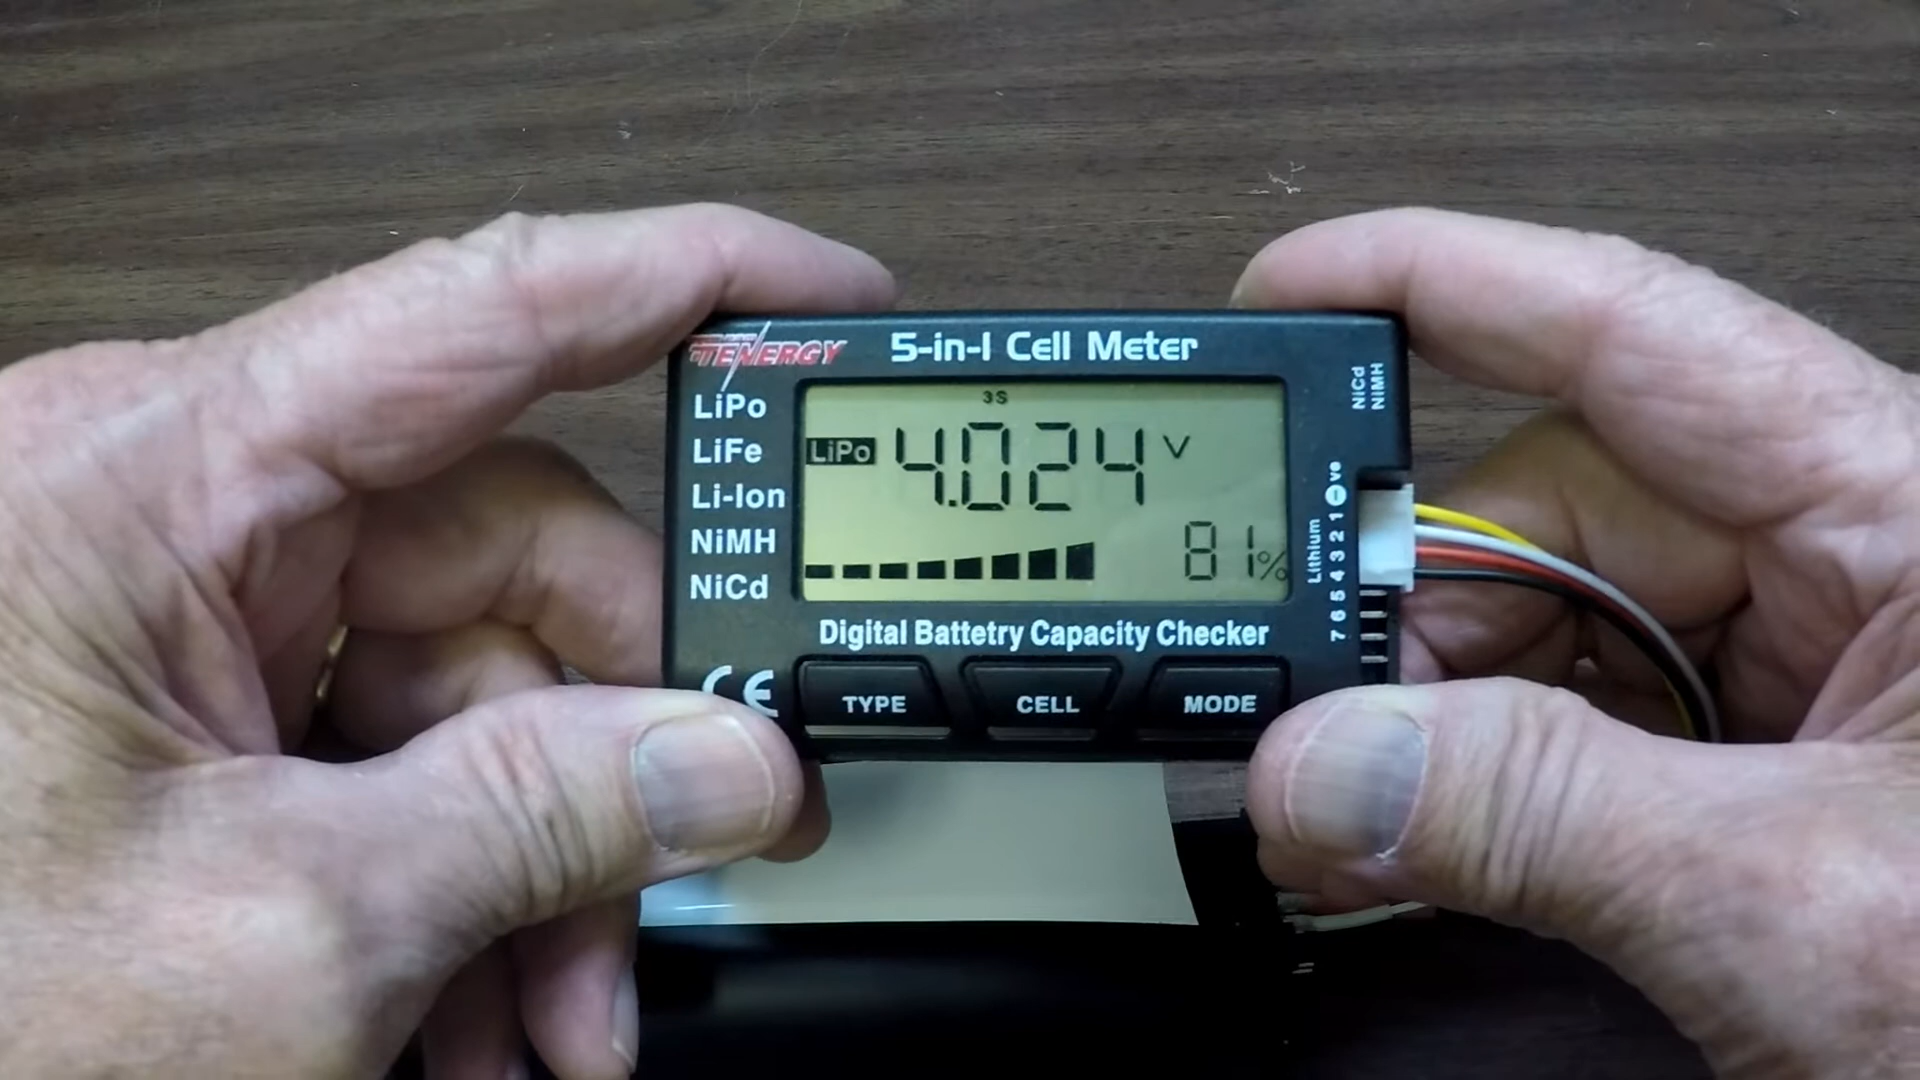 TENERGY
5-in-1 Cell Meter
LiPo
LiFe
Li-Ion
NiMH
NiCd
3S
LiPo 4.024 V
81%
NiCd
NiMH
Lithium
7 6 5 4 3 2 1 ⊖ve
Digital Battetry Capacity Checker
CE
TYPE
CELL
MODE